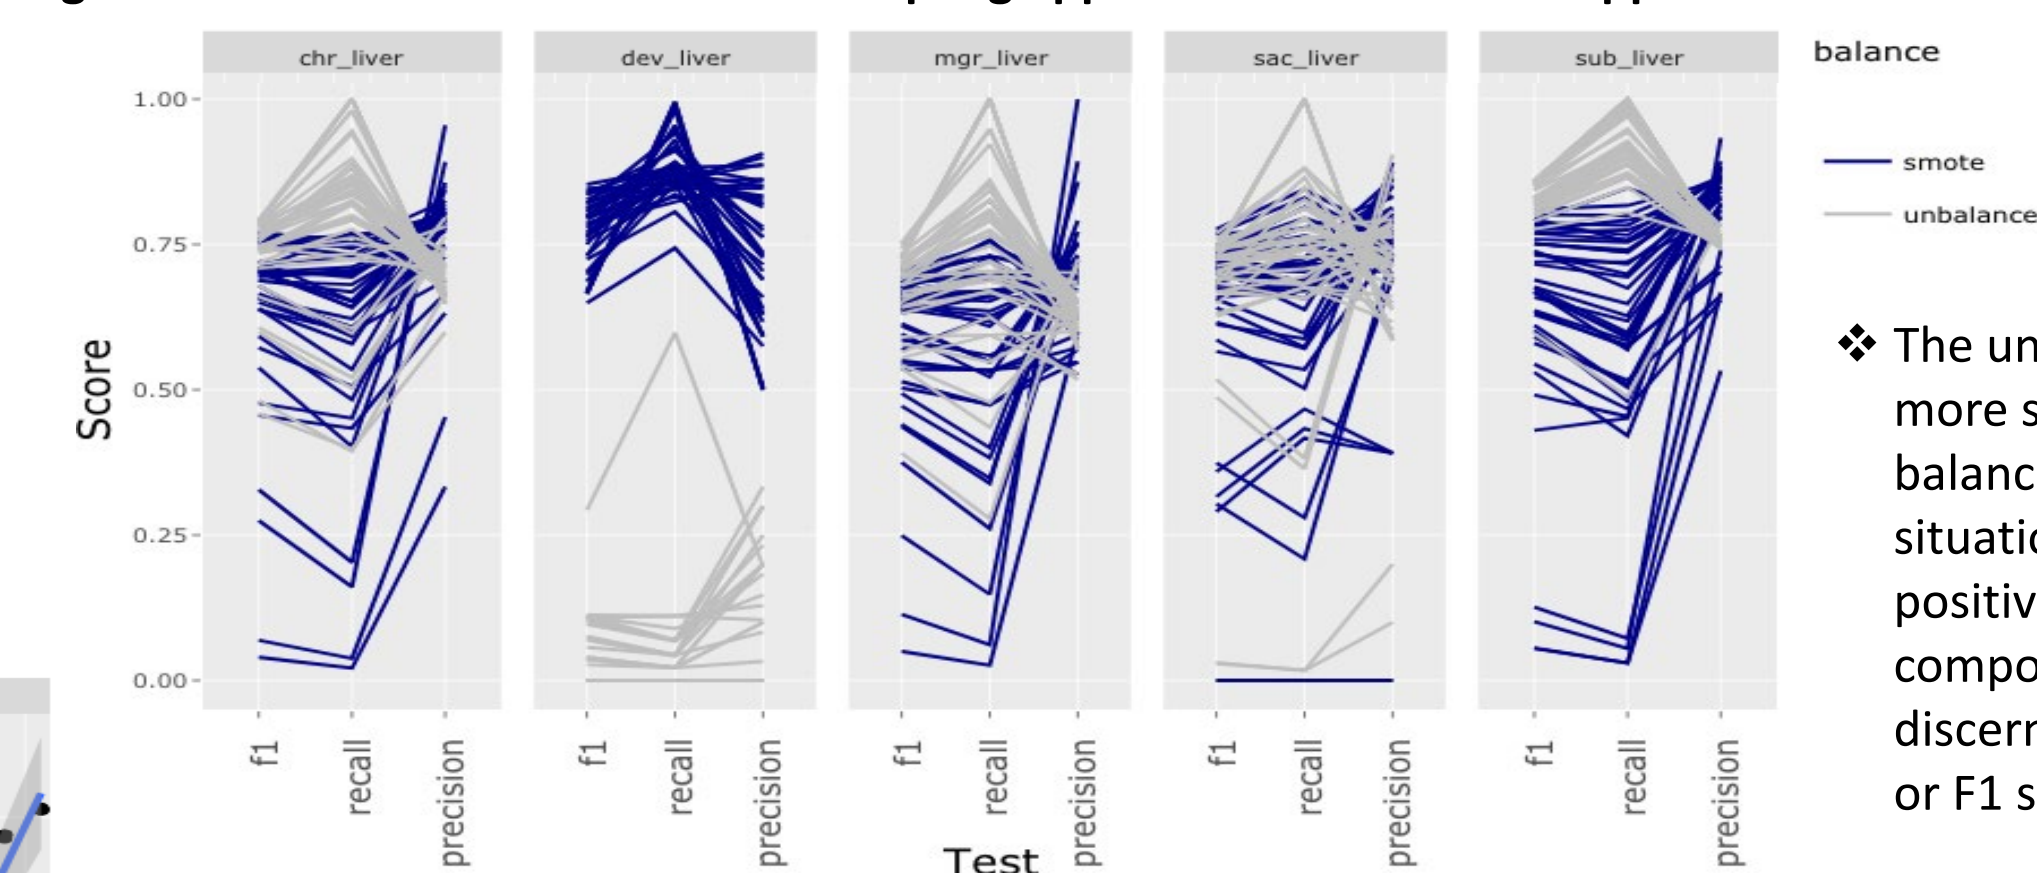 chr_liver
dev_liver
mgr_liver
sac_liver
sub_liver
balance
smote
unbalance
1.00
0.75
0.50
0.25
0.00
Score
f1
recall
precision
f1
recall
precision
f1
recall
precision
f1
recall
precision
f1
recall
precision
Test
❖ The un
more s
balanc
situatio
positiv
compo
discern
or F1 s